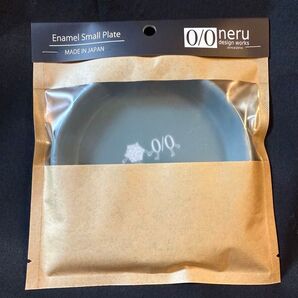 Enamel Small Plate
MADE IN JAPAN
0/0 neru
design works
0/0